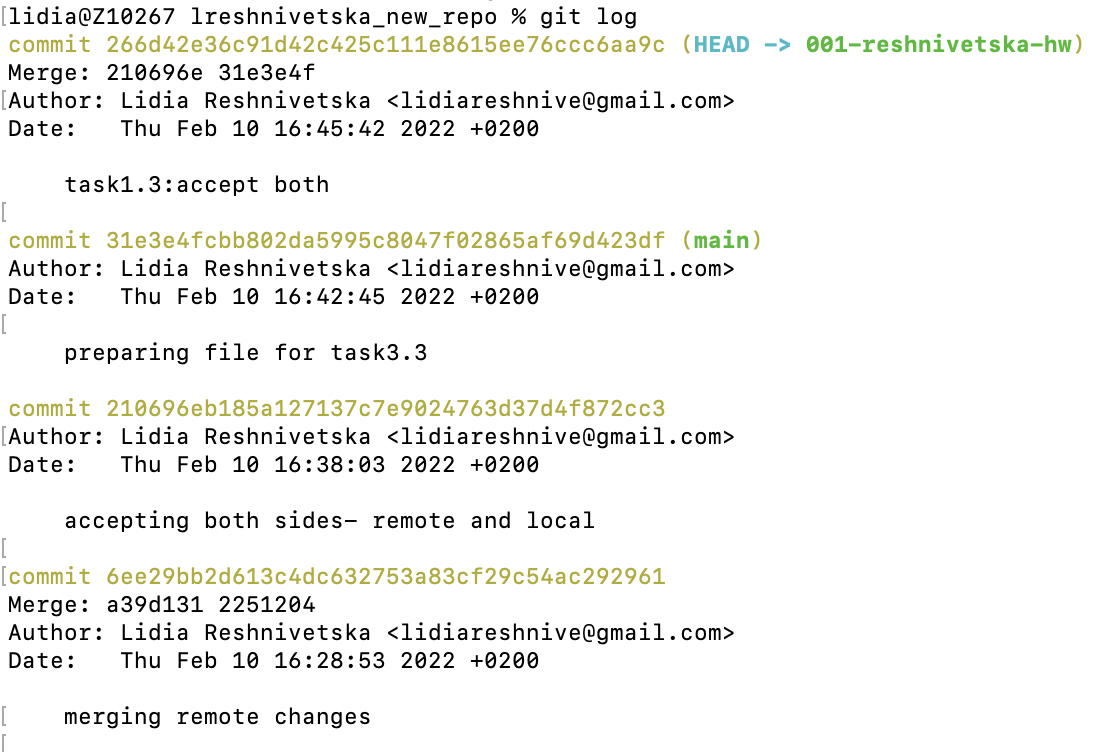 [lidia@Z10267 lreshnivetska_new_repo % git log
commit 266d42e36c91d42c425c111e8615ee76ccc6aa9c (HEAD -> 001-reshnivetska-hw)
Merge: 210696e 31e3e4f
[Author: Lidia Reshnivetska <lidiareshnive@gmail.com>
Date:   Thu Feb 10 16:45:42 2022 +0200
    task1.3:accept both
[
commit 31e3e4fcbb802da5995c8047f02865af69d423df (main)
Author: Lidia Reshnivetska <lidiareshnive@gmail.com>
Date:   Thu Feb 10 16:42:45 2022 +0200
[
    preparing file for task3.3
commit 210696eb185a127137c7e9024763d37d4f872cc3
[Author: Lidia Reshnivetska <lidiareshnive@gmail.com>
Date:   Thu Feb 10 16:38:03 2022 +0200
    accepting both sides- remote and local
[
[commit 6ee29bb2d613c4dc632753a83cf29c54ac292961
Merge: a39d131 2251204
Author: Lidia Reshnivetska <lidiareshnive@gmail.com>
Date:   Thu Feb 10 16:28:53 2022 +0200
[    merging remote changes
[